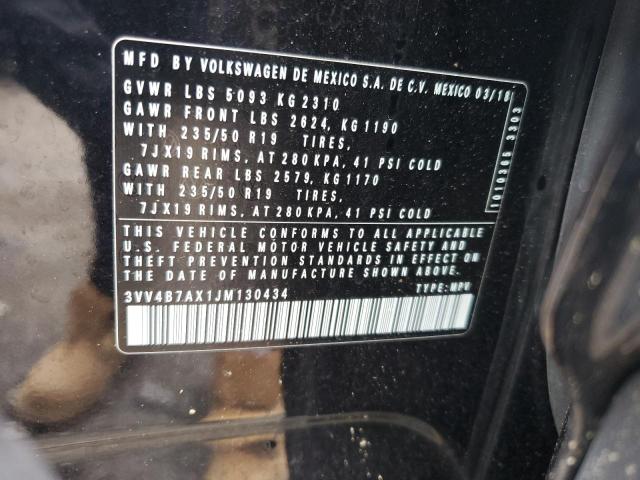 MFD BY VOLKSWAGEN DE MEXICO S.A. DE C.V. MEXICO 03/18
GVWR LBS 5093 KG 2310
GAWR FRONT LBS 2624, KG 1190
WITH 235/50 R19 TIRES,
7JX19 RIMS, AT 280 KPA, 41 PSI COLD
GAWR REAR LBS 2579, KG 1170
WITH 235/50 R19 TIRES,
7JX19 RIMS, AT 280 KPA, 41 PSI COLD
THIS VEHICLE CONFORMS TO ALL APPLICABLE
U.S. FEDERAL MOTOR VEHICLE SAFETY AND
THEFT PREVENTION STANDARDS IN EFFECT ON
THE DATE OF MANUFACTURE SHOWN ABOVE.
3VV4B7AX1JM130434 TYPE: MPV
3303